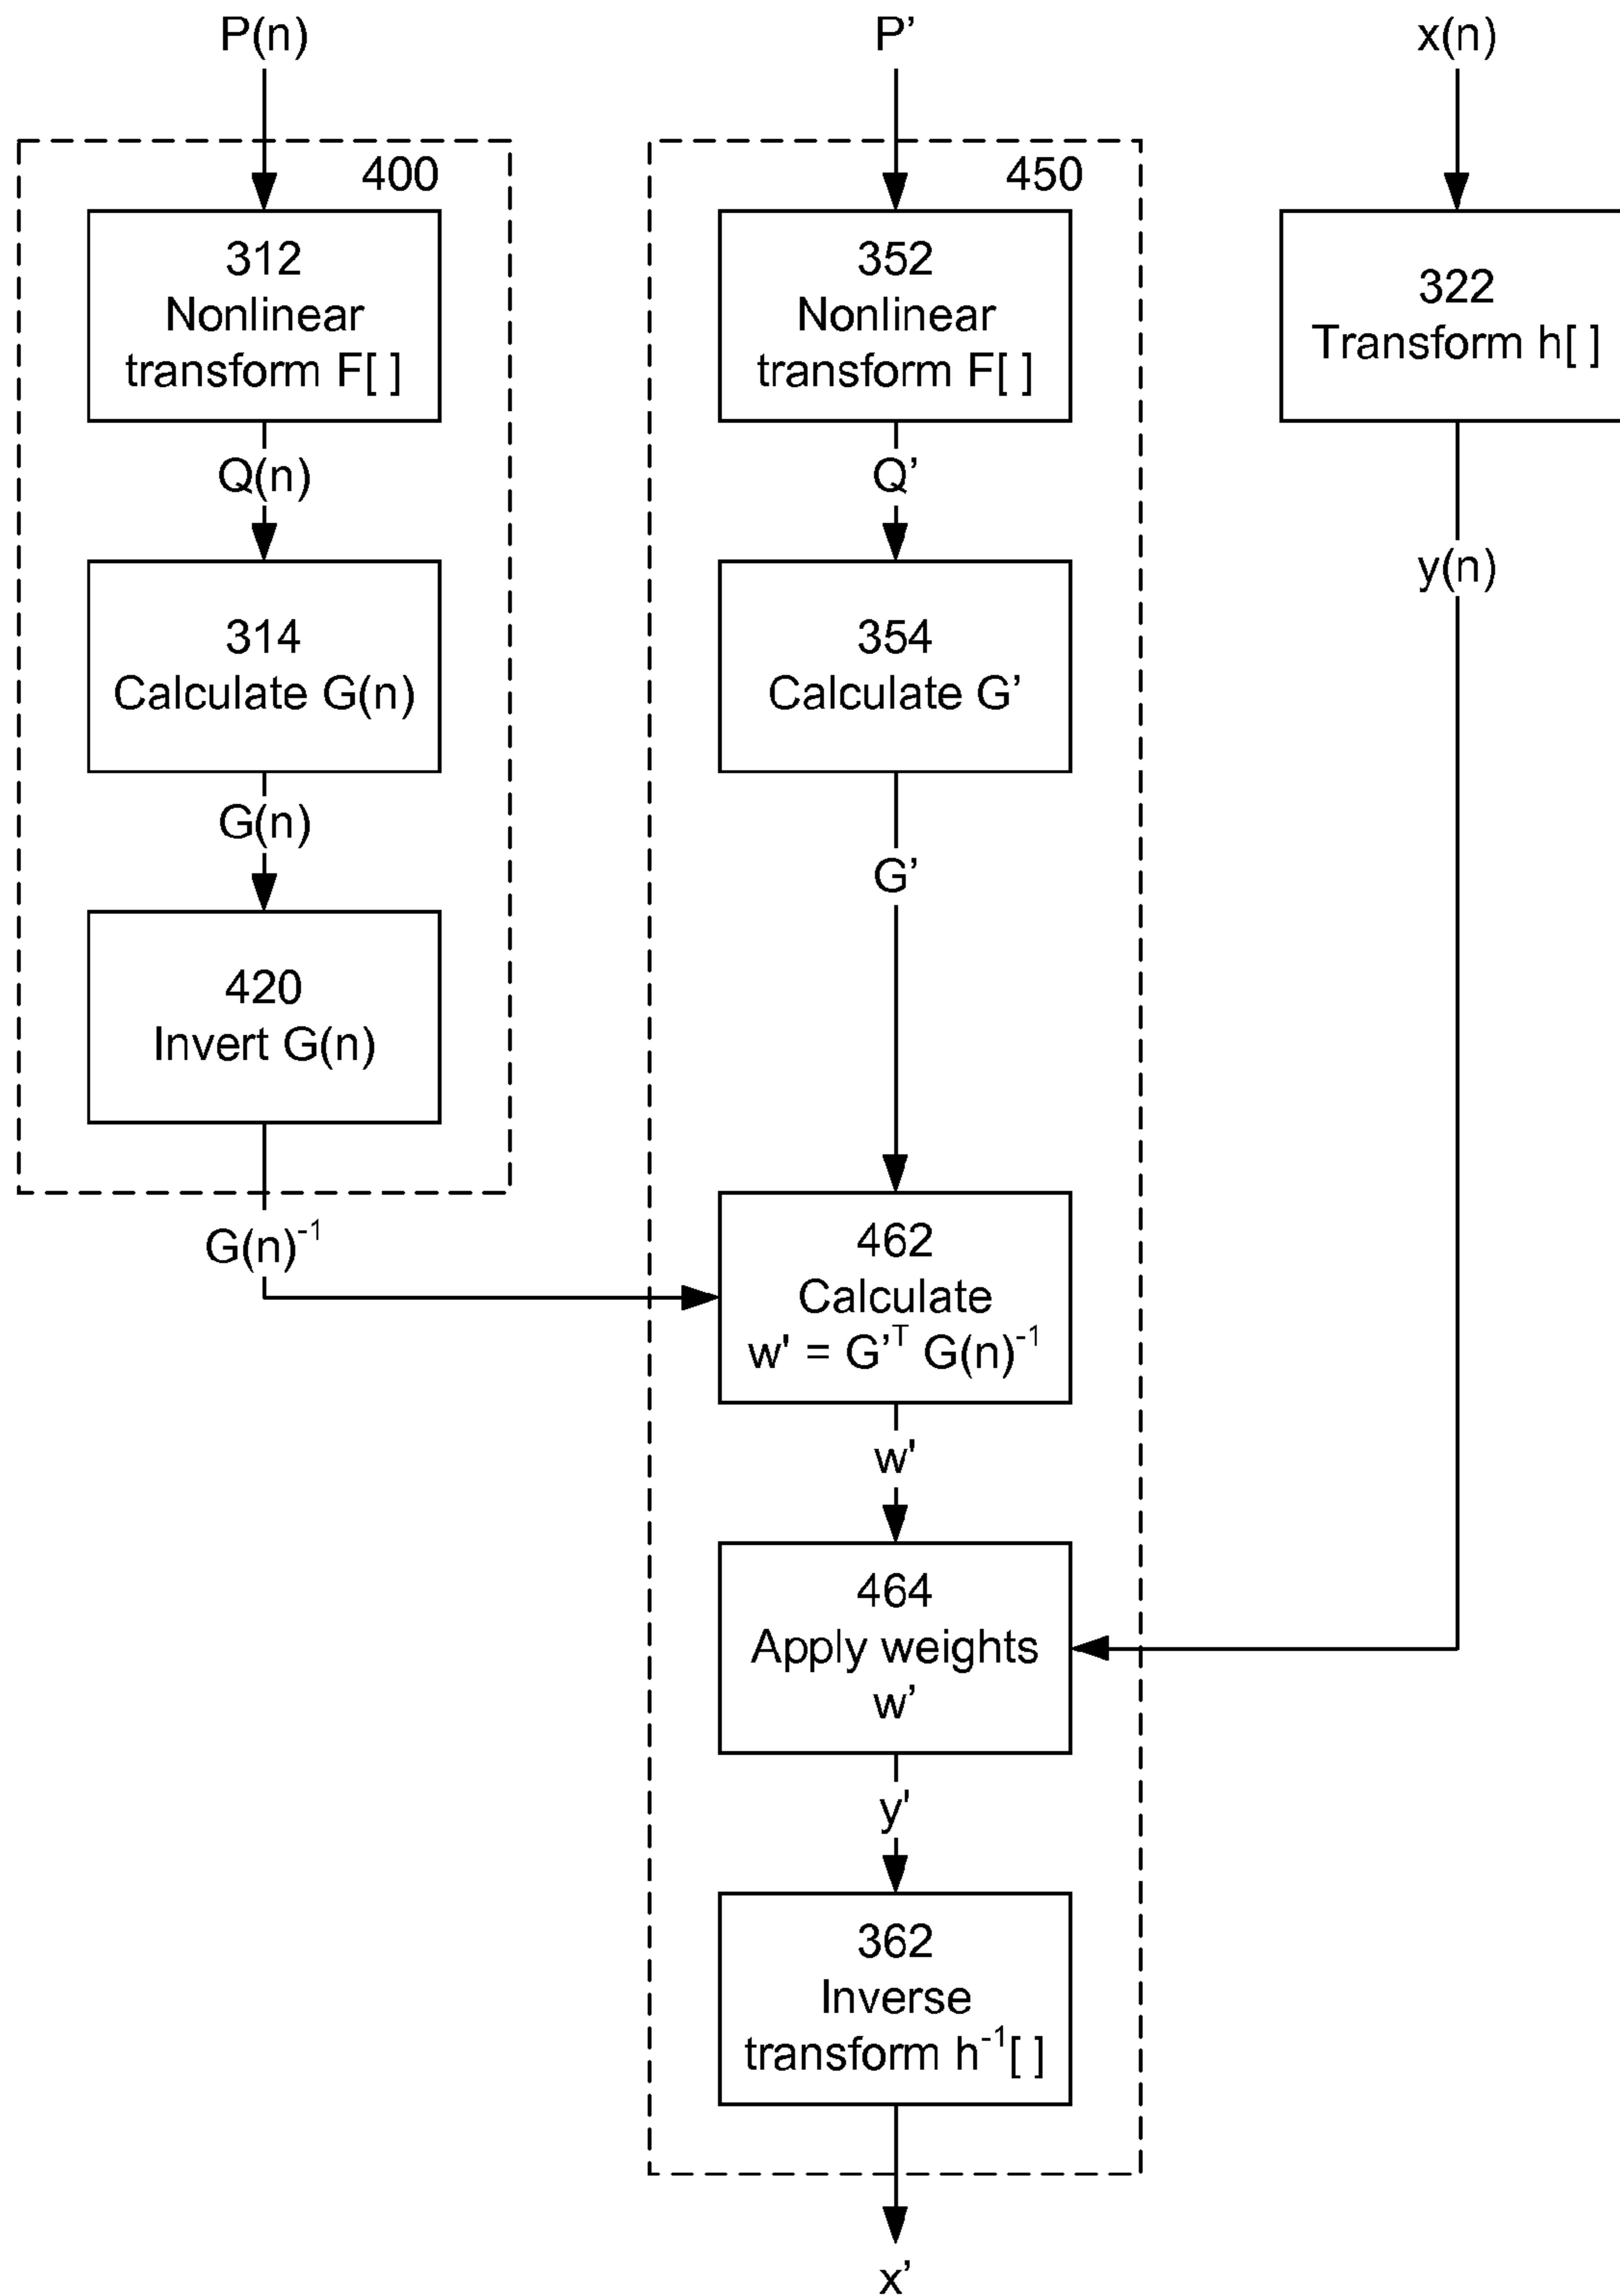 P(n)
P’
x(n)
400
312
Nonlinear
transform F[ ]
Q(n)
314
Calculate G(n)
G(n)
420
Invert G(n)
G(n)⁻¹
450
352
Nonlinear
transform F[ ]
Q’
354
Calculate G’
G’
462
Calculate
w' = G’ᵀ G(n)⁻¹
w'
464
Apply weights
w’
y'
362
Inverse
transform h⁻¹[ ]
x’
322
Transform h[ ]
y(n)